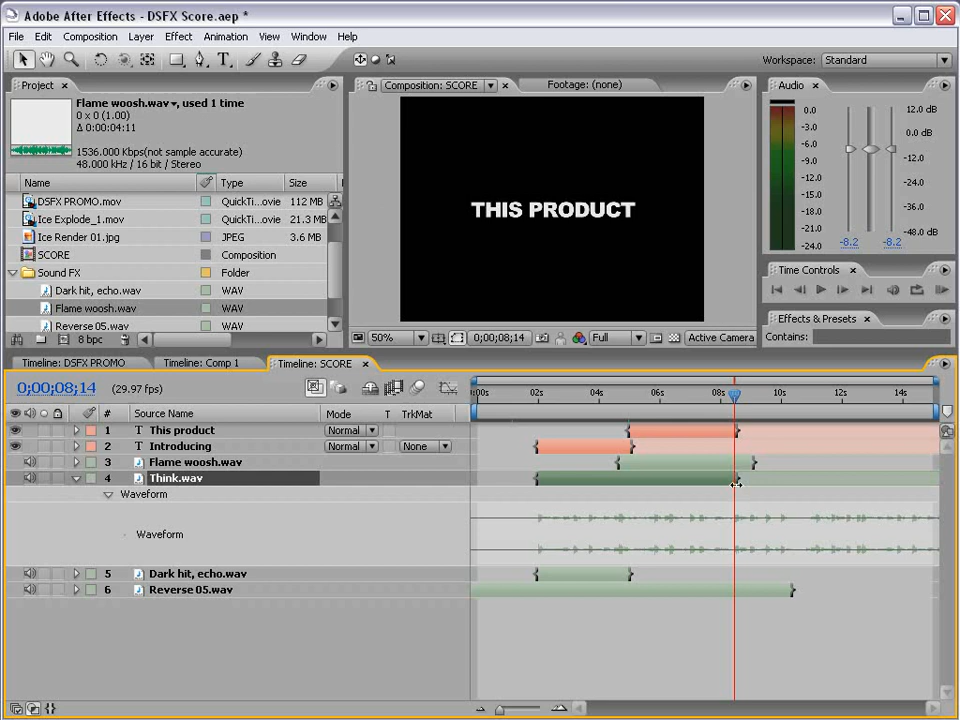 Adobe After Effects - DSFX Score.aep *
File Edit Composition Layer Effect Animation View Window Help
Workspace: Standard
Project
Flame woosh.wav, used 1 time
0 x 0 (1.00)
Δ 0:00:04:11
1536.000 Kbps(not sample accurate)
48.000 kHz / 16 bit / Stereo
Name Type Size
DSFX PROMO.mov QuickTi...ovie 112 MB
Ice Explode_1.mov QuickTi...ovie 21.3 MB
Ice Render 01.jpg JPEG 3.6 MB
SCORE Composition
Sound FX Folder
Dark hit, echo.wav WAV
Flame woosh.wav WAV
Reverse 05.wav WAV
8 bpc
Composition: SCORE Footage: (none)
THIS PRODUCT
50% 0;00;08;14 Full Active Camera
Audio
0.0 12.0 dB
-3.0
-6.0 0.0 dB
-9.0
-12.0 -12.0 dB
-15.0 -24.0 dB
-18.0 -36.0 dB
-21.0 -48.0 dB
-24.0 -8.2 -8.2
Time Controls
Effects & Presets
Contains:
Timeline: DSFX PROMO Timeline: Comp 1 Timeline: SCORE
0;00;08;14 (29.97 fps)
:00s 02s 04s 06s 08s 10s 12s 14s
# Source Name Mode T TrkMat
1 T This product Normal
2 T Introducing Normal None
3 Flame woosh.wav
4 Think.wav
Waveform
Waveform
5 Dark hit, echo.wav
6 Reverse 05.wav